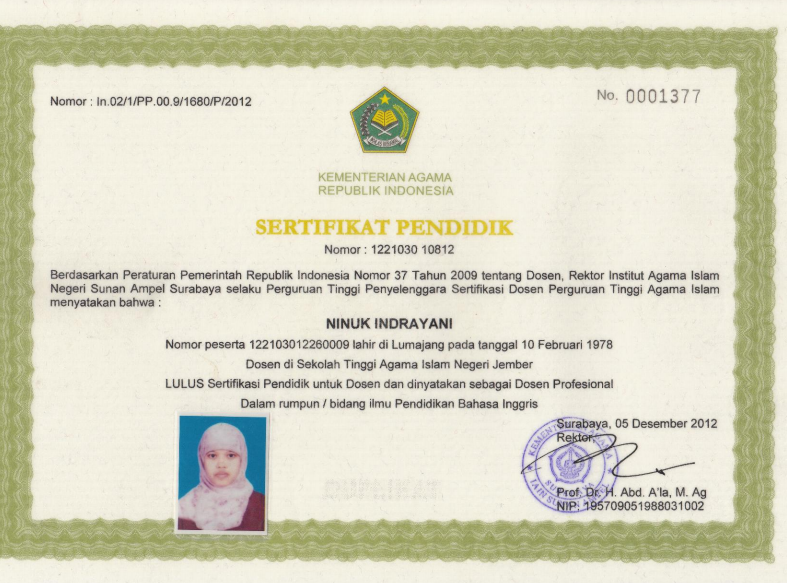 Nomor : In.02/1/PP.00.9/1680/P/2012
No. 0001377
KEMENTERIAN AGAMA
REPUBLIK INDONESIA
SERTIFIKAT PENDIDIK
Nomor : 1221030 10812
Berdasarkan Peraturan Pemerintah Republik Indonesia Nomor 37 Tahun 2009 tentang Dosen, Rektor Institut Agama Islam
Negeri Sunan Ampel Surabaya selaku Perguruan Tinggi Penyelenggara Sertifikasi Dosen Perguruan Tinggi Agama Islam
menyatakan bahwa :
NINUK INDRAYANI
Nomor peserta 122103012260009 lahir di Lumajang pada tanggal 10 Februari 1978
Dosen di Sekolah Tinggi Agama Islam Negeri Jember
LULUS Sertifikasi Pendidik untuk Dosen dan dinyatakan sebagai Dosen Profesional
Dalam rumpun / bidang ilmu Pendidikan Bahasa Inggris
Surabaya, 05 Desember 2012
Rektor,
Prof. Dr. H. Abd. A'la, M. Ag
NIP. 195709051988031002